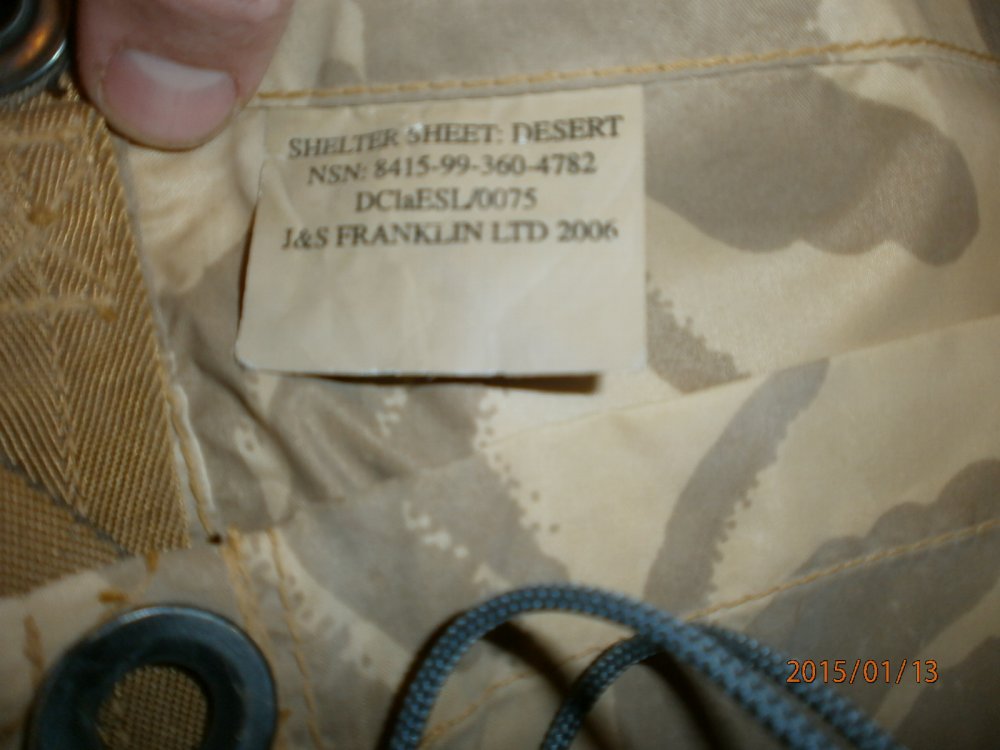 SHELTER SHEET: DESERT
NSN: 8415-99-360-4782
DClaESL/0075
J&S FRANKLIN LTD 2006
2015/01/13